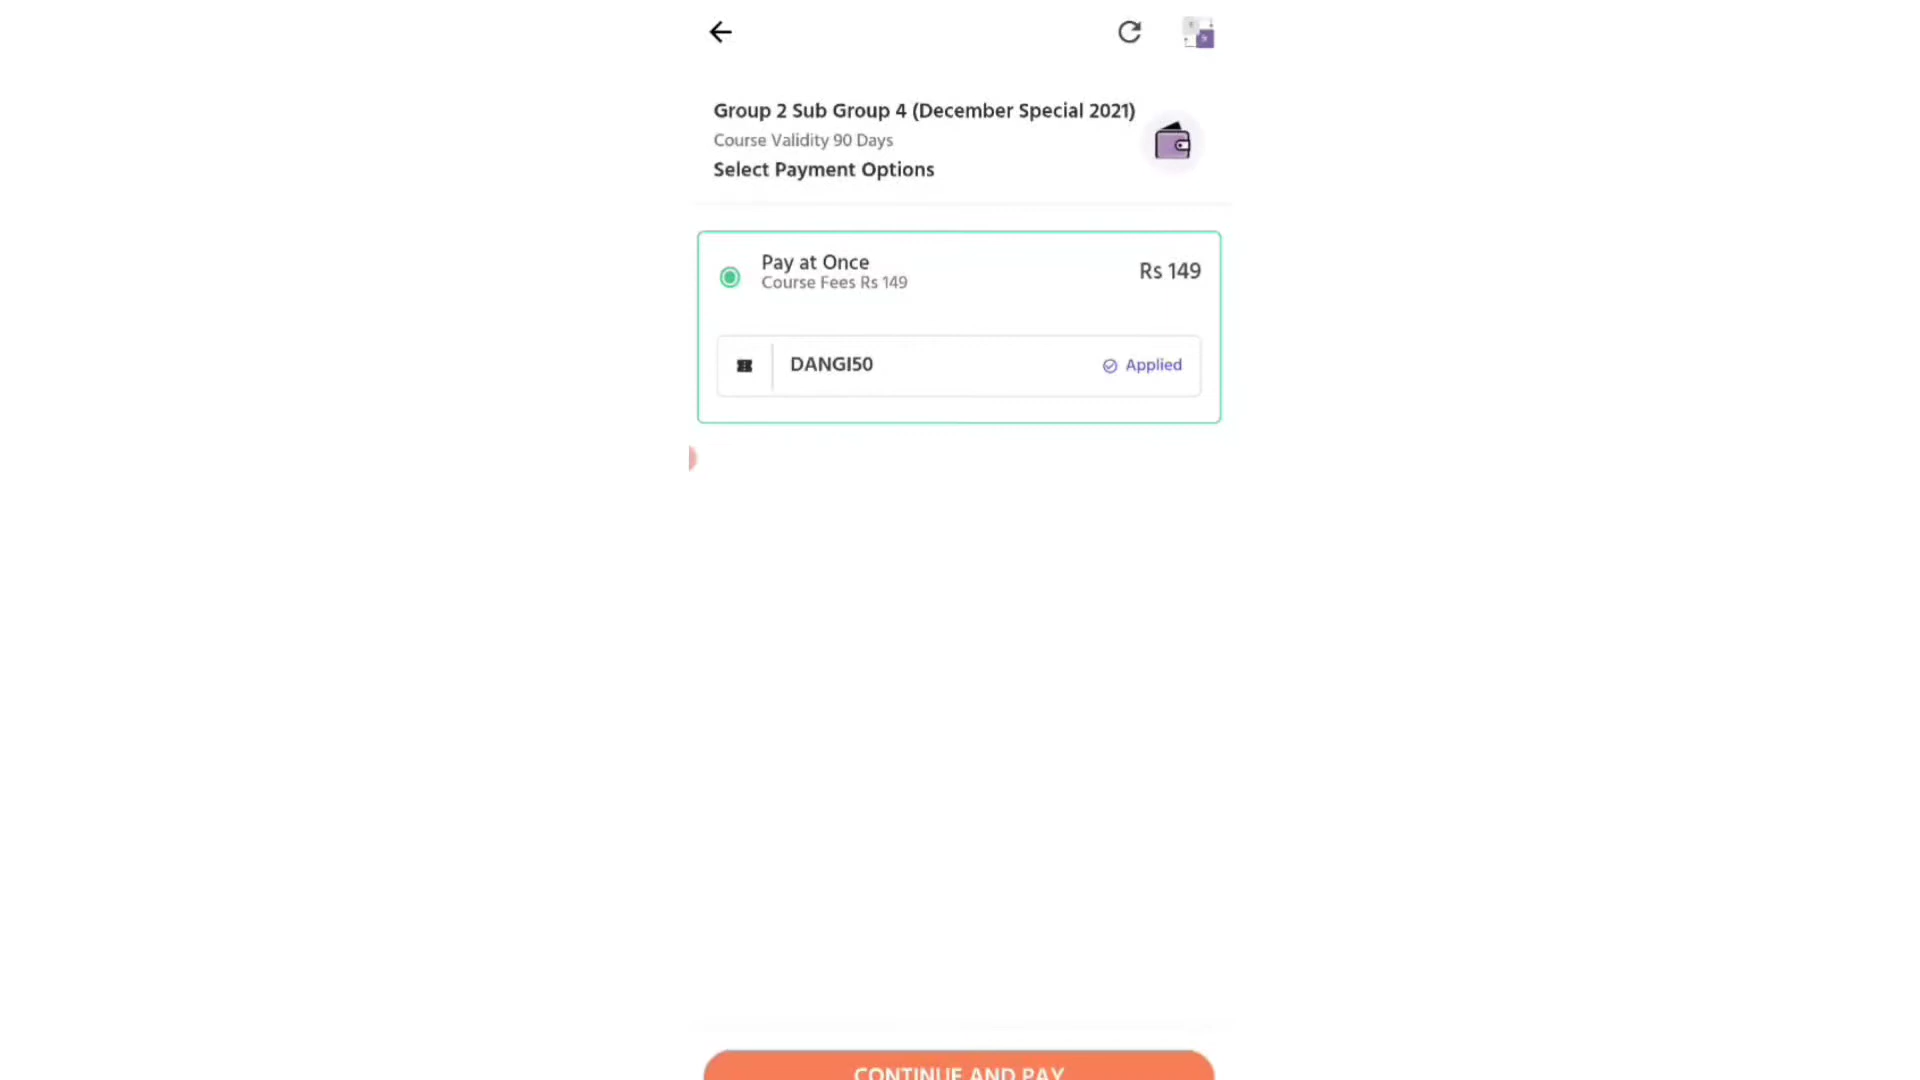 Group 2 Sub Group 4 (December Special 2021)
Course Validity 90 Days
Select Payment Options
Pay at Once
Rs 149
Course Fees Rs 149
DANGI50
Applied
CONTINUE AND PAY